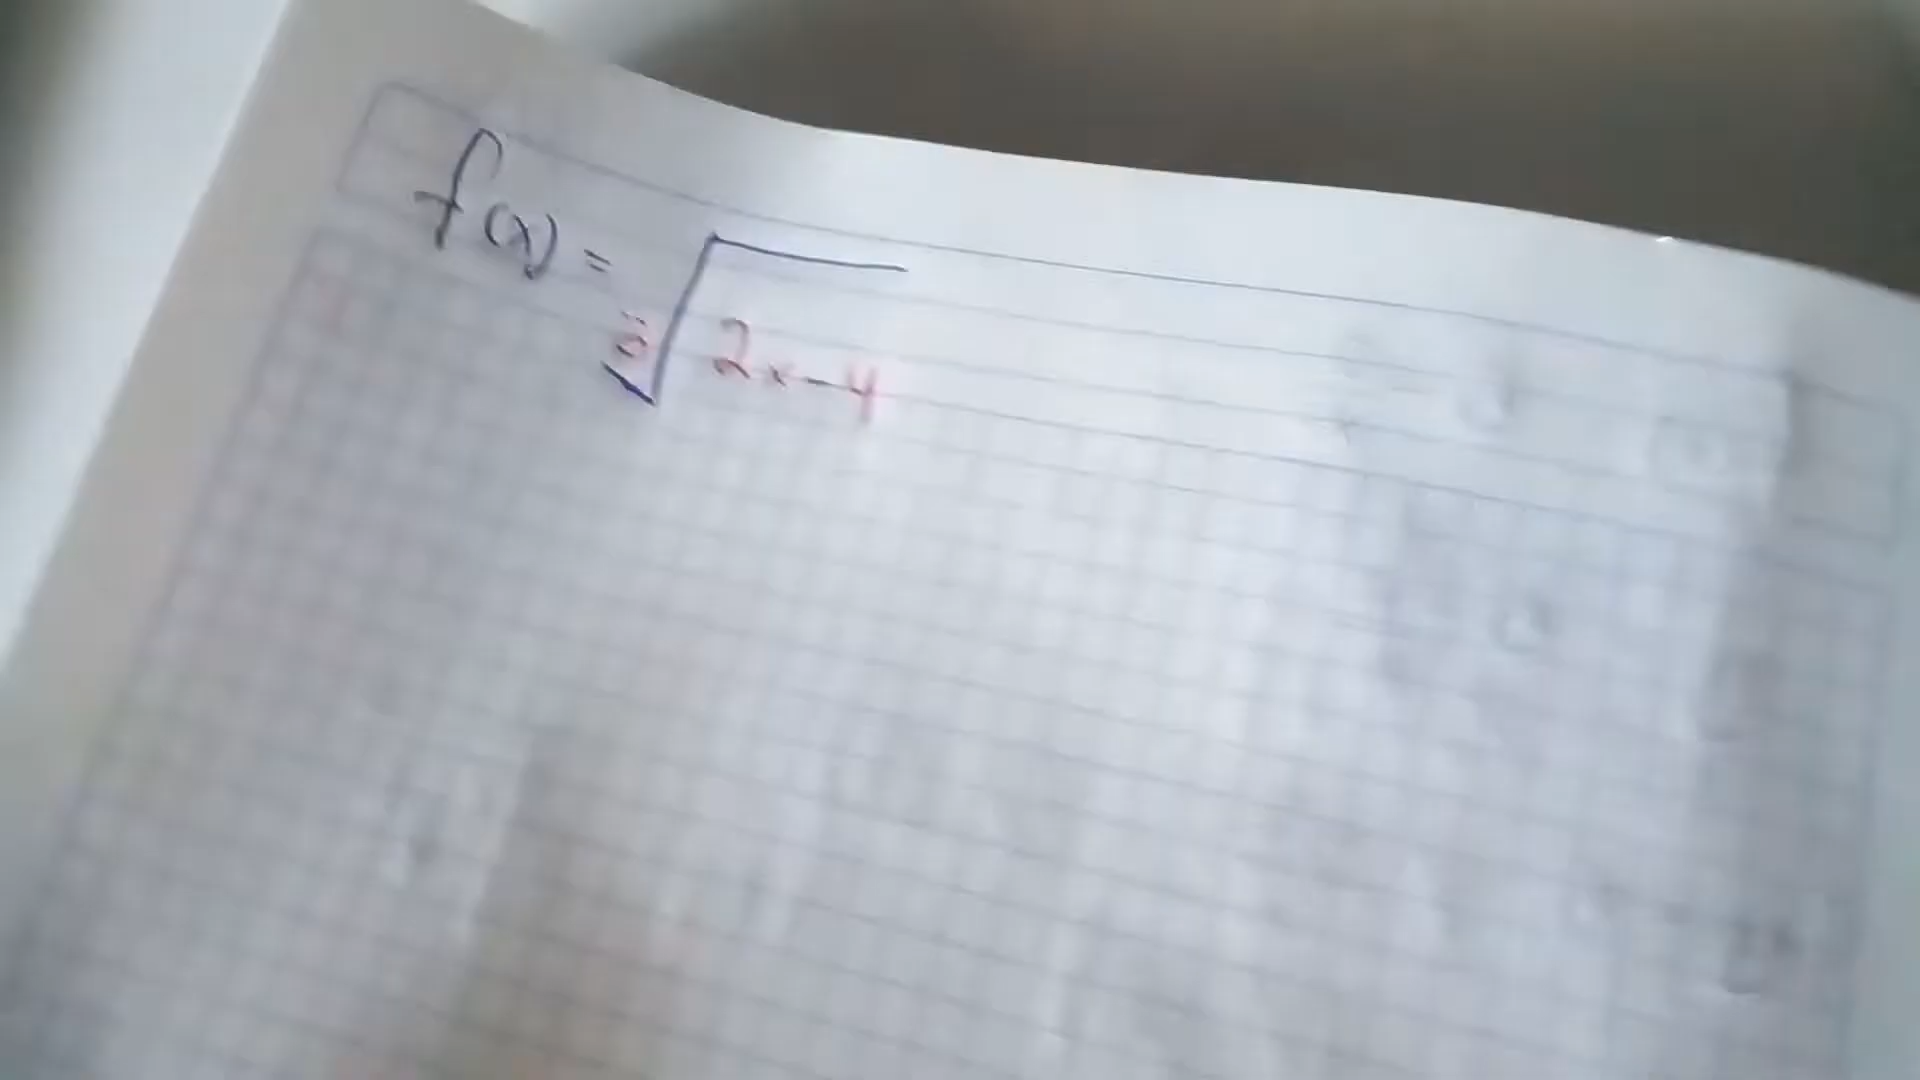 f(x) = √2x-4